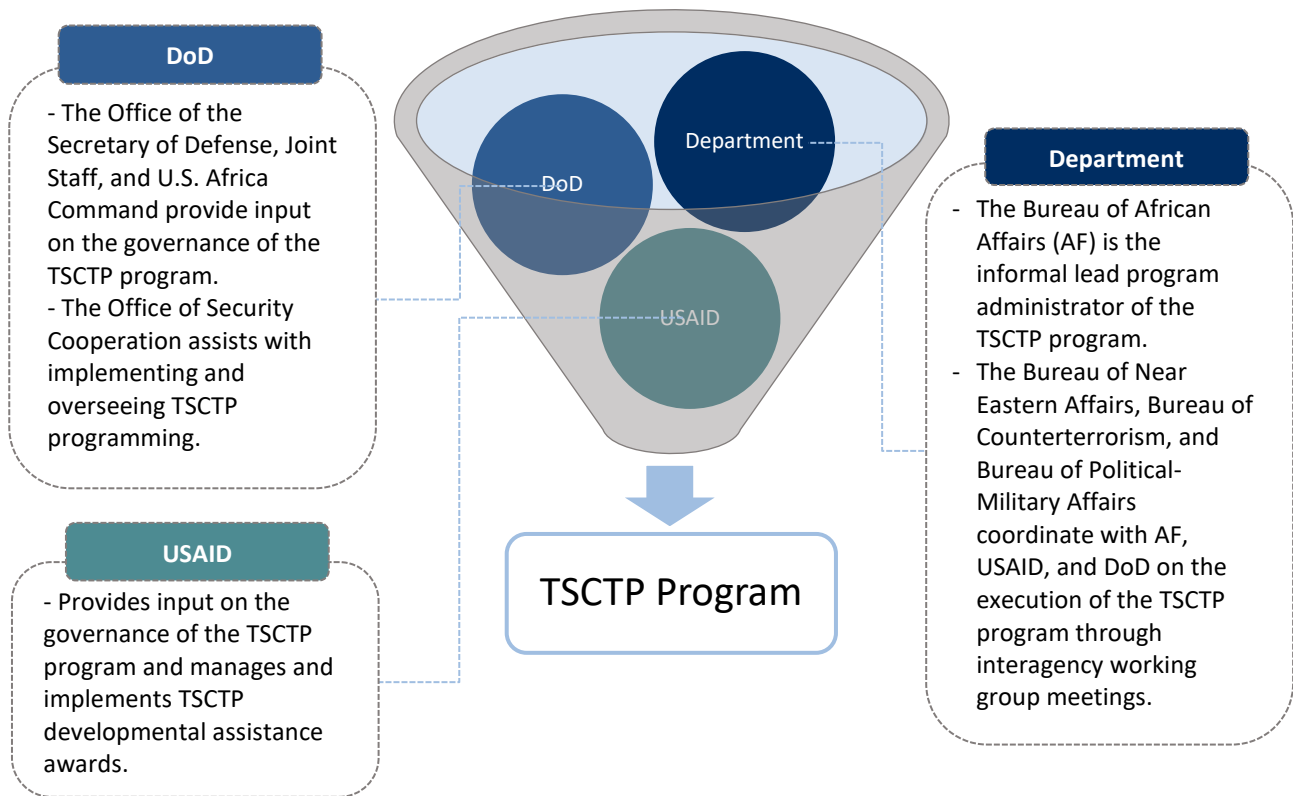 DoD
- The Office of the
Secretary of Defense, Joint
Staff, and U.S. Africa
Command provide input
on the governance of the
TSCTP program.
- The Office of Security
Cooperation assists with
implementing and
overseeing TSCTP
programming.
USAID
- Provides input on the
governance of the TSCTP
program and manages and
implements TSCTP
developmental assistance
awards.
Department
DoD
USAID
TSCTP Program
Department
- The Bureau of African
Affairs (AF) is the
informal lead program
administrator of the
TSCTP program.
- The Bureau of Near
Eastern Affairs, Bureau of
Counterterrorism, and
Bureau of Political-
Military Affairs
coordinate with AF,
USAID, and DoD on the
execution of the TSCTP
program through
interagency working
group meetings.